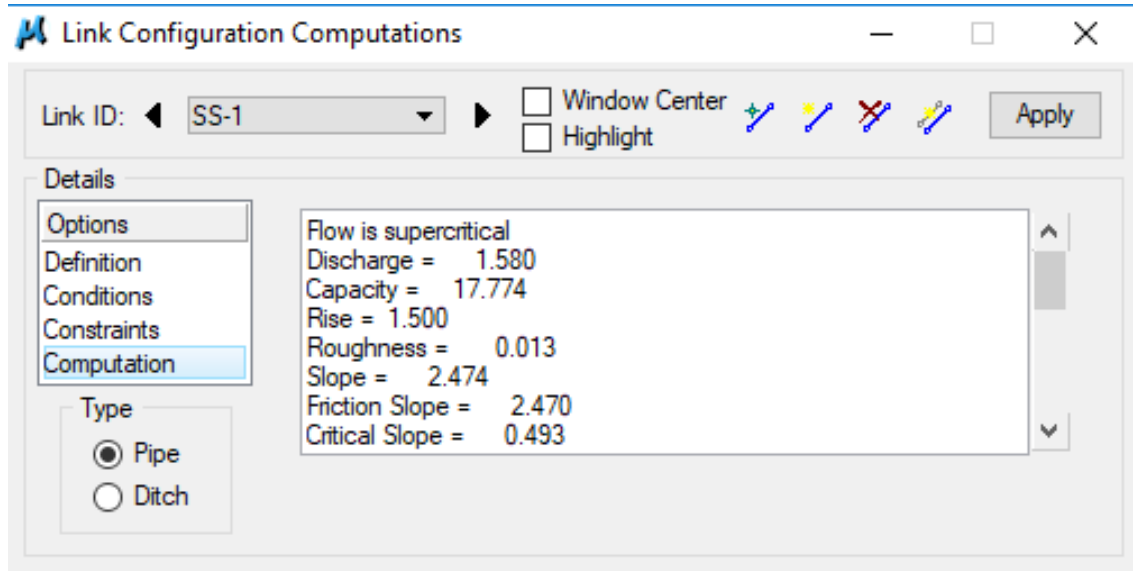 Link Configuration Computations
Link ID:
SS-1
Window Center
Highlight
Apply
Details
Options
Definition
Conditions
Constraints
Computation
Flow is supercritical
Discharge = 1.580
Capacity = 17.774
Rise = 1.500
Roughness = 0.013
Slope = 2.474
Friction Slope = 2.470
Critical Slope = 0.493
Type
Pipe
Ditch